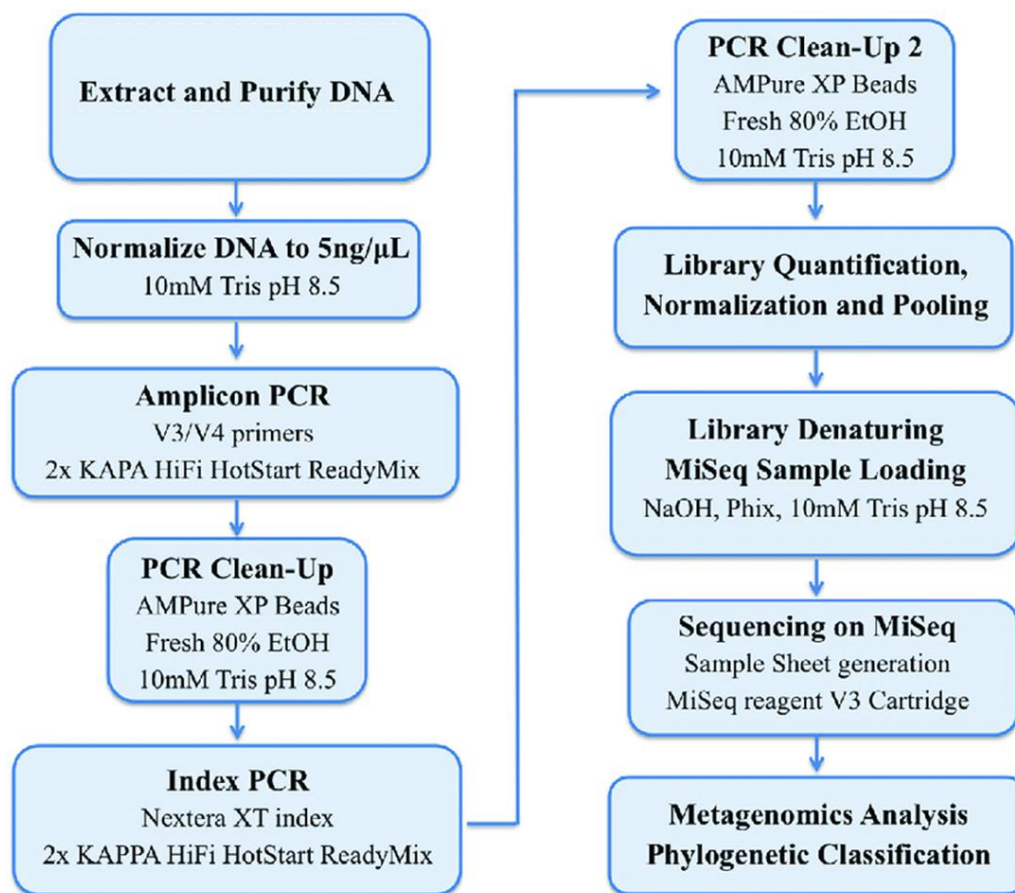 Extract and Purify DNA
Normalize DNA to 5ng/μL
10mM Tris pH 8.5
Amplicon PCR
V3/V4 primers
2x KAPA HiFi HotStart ReadyMix
PCR Clean-Up
AMPure XP Beads
Fresh 80% EtOH
10mM Tris pH 8.5
Index PCR
Nextera XT index
2x KAPPA HiFi HotStart ReadyMix
PCR Clean-Up 2
AMPure XP Beads
Fresh 80% EtOH
10mM Tris pH 8.5
Library Quantification,
Normalization and Pooling
Library Denaturing
MiSeq Sample Loading
NaOH, Phix, 10mM Tris pH 8.5
Sequencing on MiSeq
Sample Sheet generation
MiSeq reagent V3 Cartridge
Metagenomics Analysis
Phylogenetic Classification